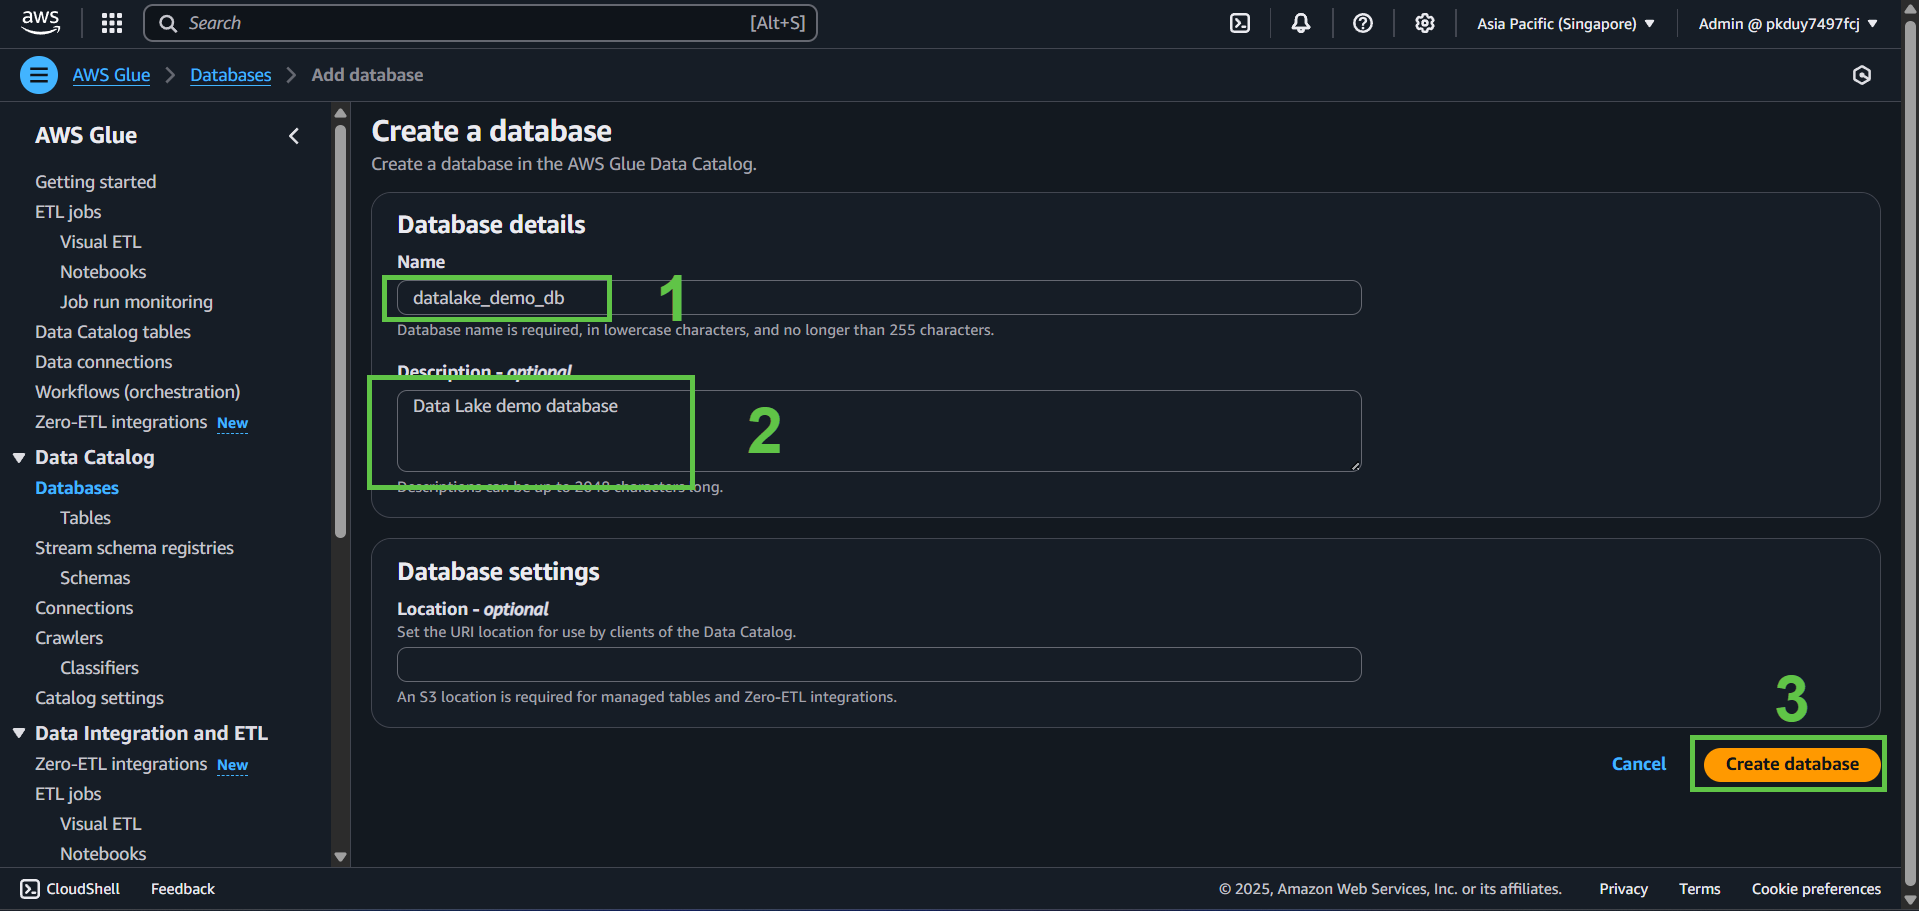 aws
Search
[Alt+S]
Asia Pacific (Singapore)
Admin @ pkduy7497fcj
AWS Glue
Databases
Add database
AWS Glue
Getting started
ETL jobs
Visual ETL
Notebooks
Job run monitoring
Data Catalog tables
Data connections
Workflows (orchestration)
Zero-ETL integrations New
Data Catalog
Databases
Tables
Stream schema registries
Schemas
Connections
Crawlers
Classifiers
Catalog settings
Data Integration and ETL
Zero-ETL integrations New
ETL jobs
Visual ETL
Notebooks
Create a database
Create a database in the AWS Glue Data Catalog.
Database details
Name
datalake_demo_db
1
Database name is required, in lowercase characters, and no longer than 255 characters.
Description - optional
Data Lake demo database
2
Descriptions can be up to 2048 characters long.
Database settings
Location - optional
Set the URI location for use by clients of the Data Catalog.
An S3 location is required for managed tables and Zero-ETL integrations.
3
Cancel
Create database
CloudShell
Feedback
© 2025, Amazon Web Services, Inc. or its affiliates.
Privacy
Terms
Cookie preferences